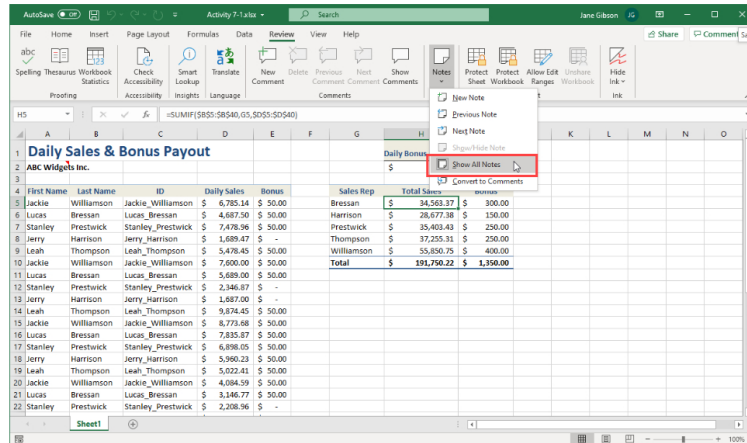 AutoSave Off Activity 7-1.xlsx Search Jane Gibson JG
File Home Insert Page Layout Formulas Data Review View Help Share Comment
Spelling Thesaurus Workbook Statistics Check Accessibility Smart Lookup Translate New Comment Delete Previous Comment Next Comment Show Comments Notes Protect Sheet Protect Workbook Allow Edit Ranges Unshare Workbook Hide Ink
Proofing Accessibility Insights Language Comments Ink
New Note
Previous Note
Next Note
Show/Hide Note
Show All Notes
Convert to Comments
H5 fx =SUMIF($B$5:$B$40,G5,$D$5:$D$40)
A B C D E F G H K L M N O
1 Daily Sales & Bonus Payout Daily Bonus
2 ABC Widgets Inc. $
3
4 First Name Last Name ID Daily Sales Bonus Sales Rep Total Sales Bonus
5 Jackie Williamson Jackie_Williamson $ 6,785.14 $ 50.00 Bressan $ 34,563.37 $ 300.00
6 Lucas Bressan Lucas_Bressan $ 4,687.50 $ 50.00 Harrison $ 28,677.38 $ 150.00
7 Stanley Prestwick Stanley_Prestwick $ 7,478.96 $ 50.00 Prestwick $ 35,403.43 $ 250.00
8 Jerry Harrison Jerry_Harrison $ 1,689.47 $ - Thompson $ 37,255.31 $ 250.00
9 Leah Thompson Leah_Thompson $ 5,478.45 $ 50.00 Williamson $ 55,850.75 $ 400.00
10 Jackie Williamson Jackie_Williamson $ 7,600.00 $ 50.00 Total $ 191,750.22 $ 1,350.00
11 Lucas Bressan Lucas_Bressan $ 5,689.00 $ 50.00
12 Stanley Prestwick Stanley_Prestwick $ 2,346.87 $ -
13 Jerry Harrison Jerry_Harrison $ 1,687.00 $ -
14 Leah Thompson Leah_Thompson $ 9,874.45 $ 50.00
15 Jackie Williamson Jackie_Williamson $ 8,773.68 $ 50.00
16 Lucas Bressan Lucas_Bressan $ 7,835.87 $ 50.00
17 Stanley Prestwick Stanley_Prestwick $ 6,898.05 $ 50.00
18 Jerry Harrison Jerry_Harrison $ 5,960.23 $ 50.00
19 Leah Thompson Leah_Thompson $ 5,022.41 $ 50.00
20 Jackie Williamson Jackie_Williamson $ 4,084.59 $ 50.00
21 Lucas Bressan Lucas_Bressan $ 3,146.77 $ 50.00
22 Stanley Prestwick Stanley_Prestwick $ 2,208.96 $ -
Sheet1
100%